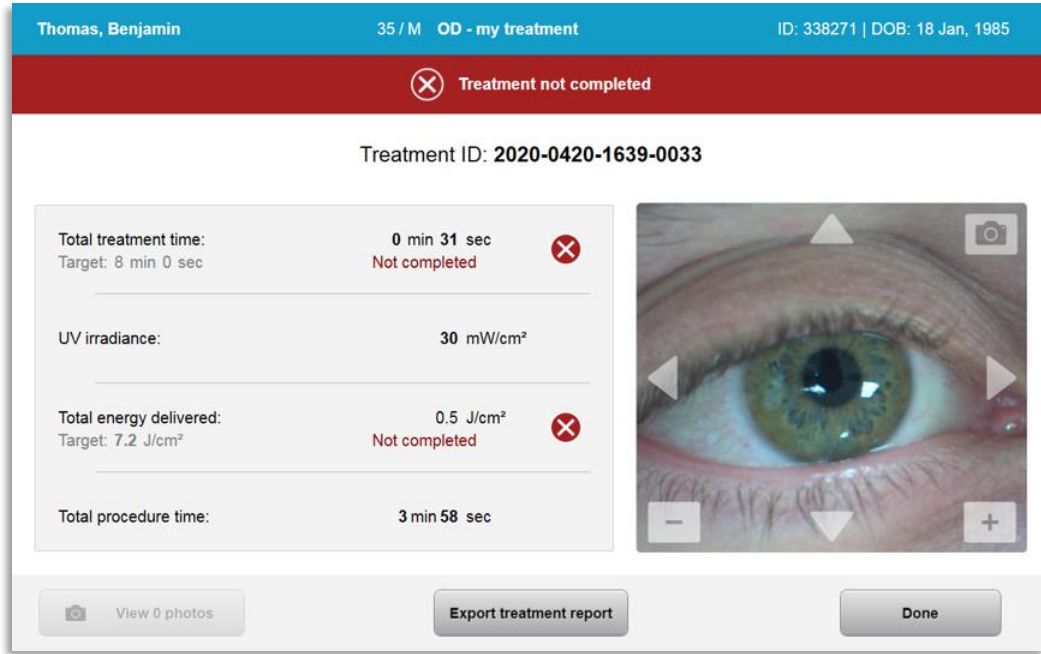 Thomas, Benjamin 35 / M OD - my treatment ID: 338271 | DOB: 18 Jan, 1985
Treatment not completed
Treatment ID: 2020-0420-1639-0033
Total treatment time: 0 min 31 sec
Target: 8 min 0 sec Not completed
UV irradiance: 30 mW/cm²
Total energy delivered: 0.5 J/cm²
Target: 7.2 J/cm² Not completed
Total procedure time: 3 min 58 sec
View 0 photos Export treatment report Done